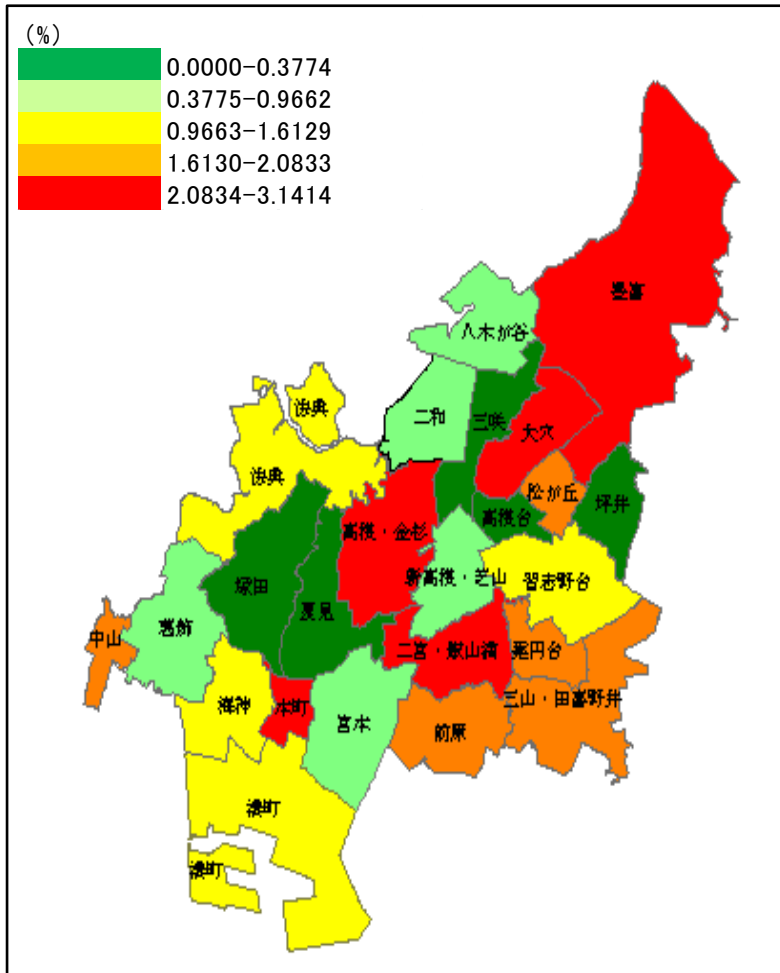 (%)
0.0000-0.3774
0.3775-0.9662
0.9663-1.6129
1.6130-2.0833
2.0834-3.1414
豊富
八木が谷
二和
三咲
大穴
法典
法典
松が丘
坪井
高根台
高根・金杉
新高根・芝山
習志野台
塚田
夏見
中山
葛飾
二宮・飯山満
薬円台
三山・田喜野井
海神
本町
宮本
前原
湊町
湊町